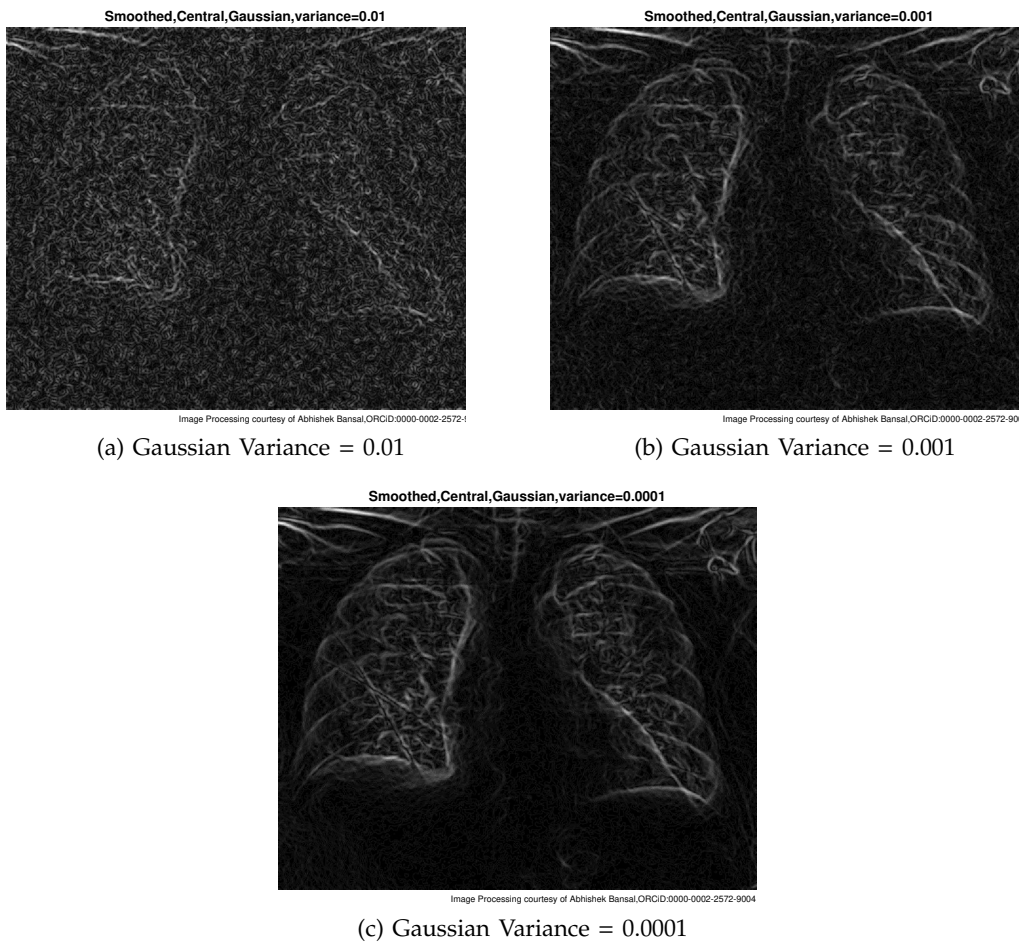 Smoothed,Central,Gaussian,variance=0.01
Image Processing courtesy of Abhishek Bansal,ORCiD:0000-0002-2572-9
(a) Gaussian Variance = 0.01
Smoothed,Central,Gaussian,variance=0.001
Image Processing courtesy of Abhishek Bansal,ORCiD:0000-0002-2572-900
(b) Gaussian Variance = 0.001
Smoothed,Central,Gaussian,variance=0.0001
Image Processing courtesy of Abhishek Bansal,ORCiD:0000-0002-2572-9004
(c) Gaussian Variance = 0.0001